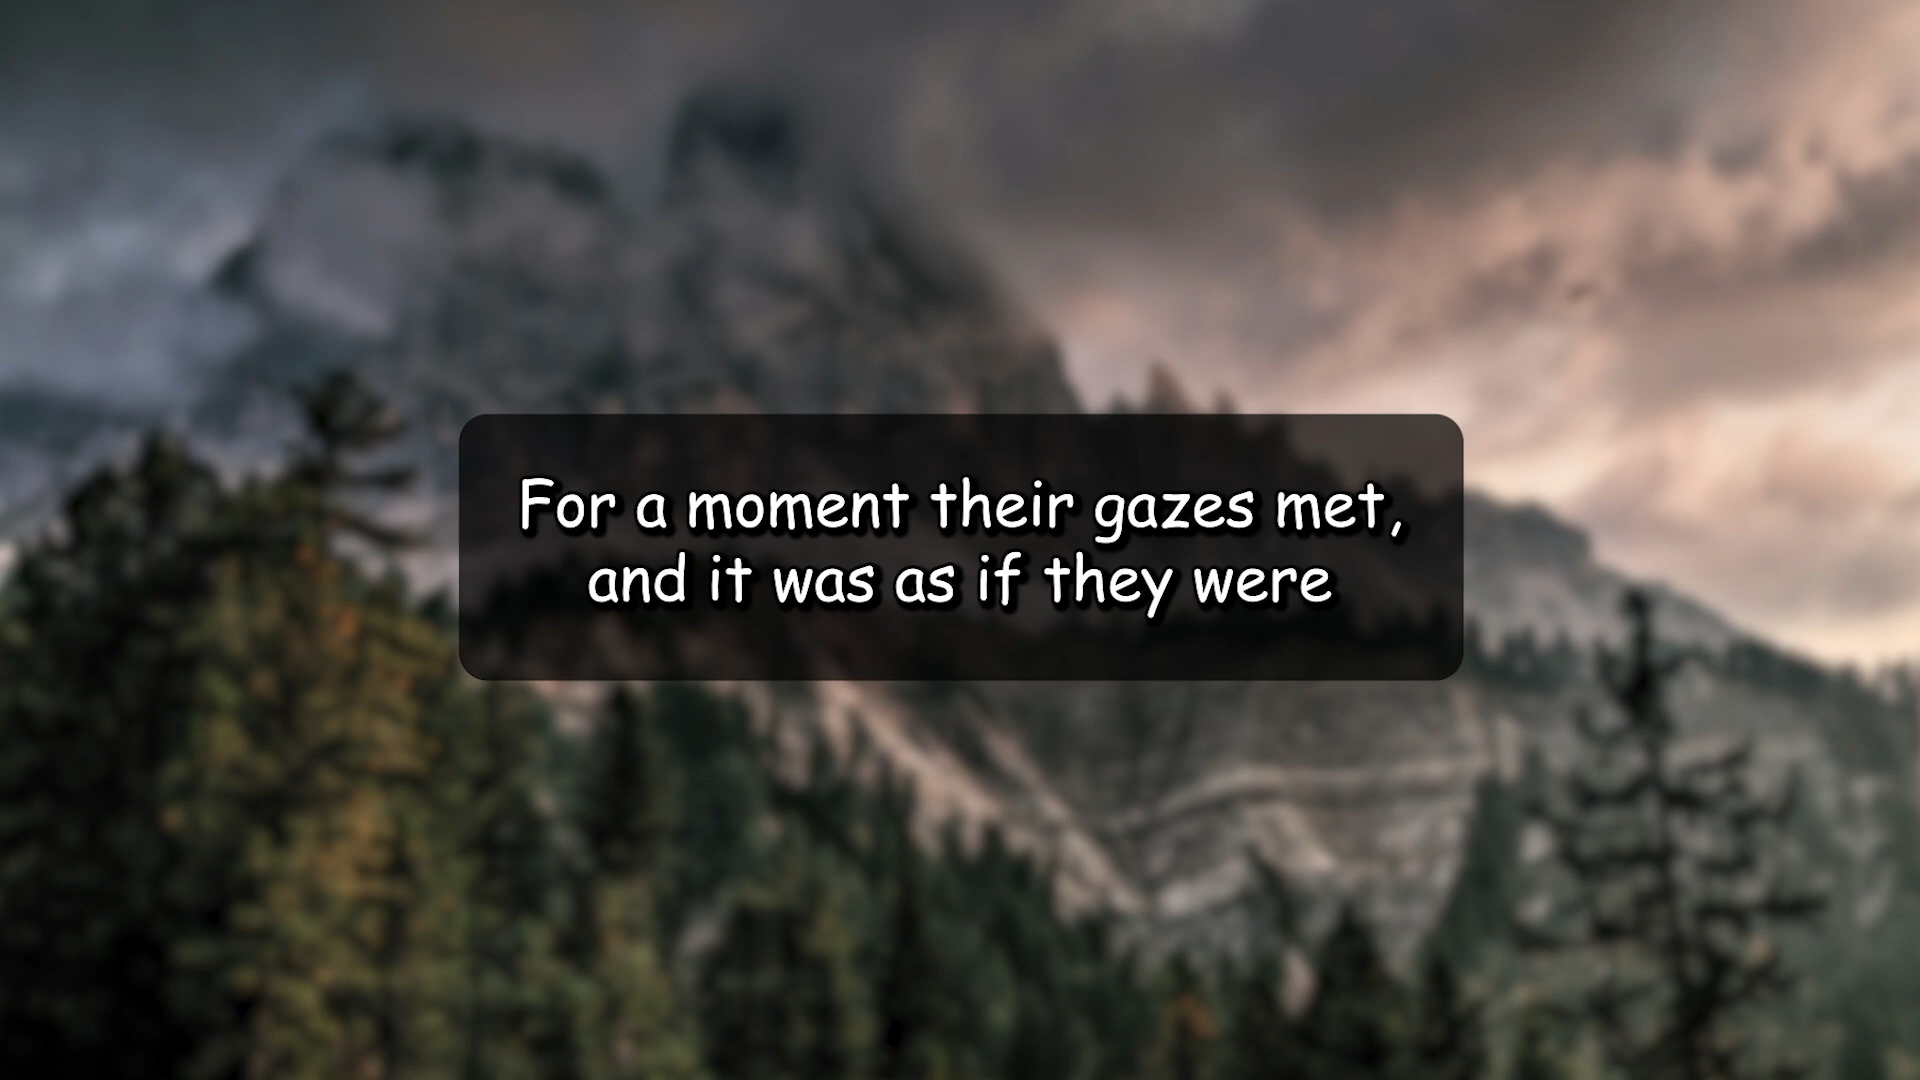 For a moment their gazes met,
and it was as if they were